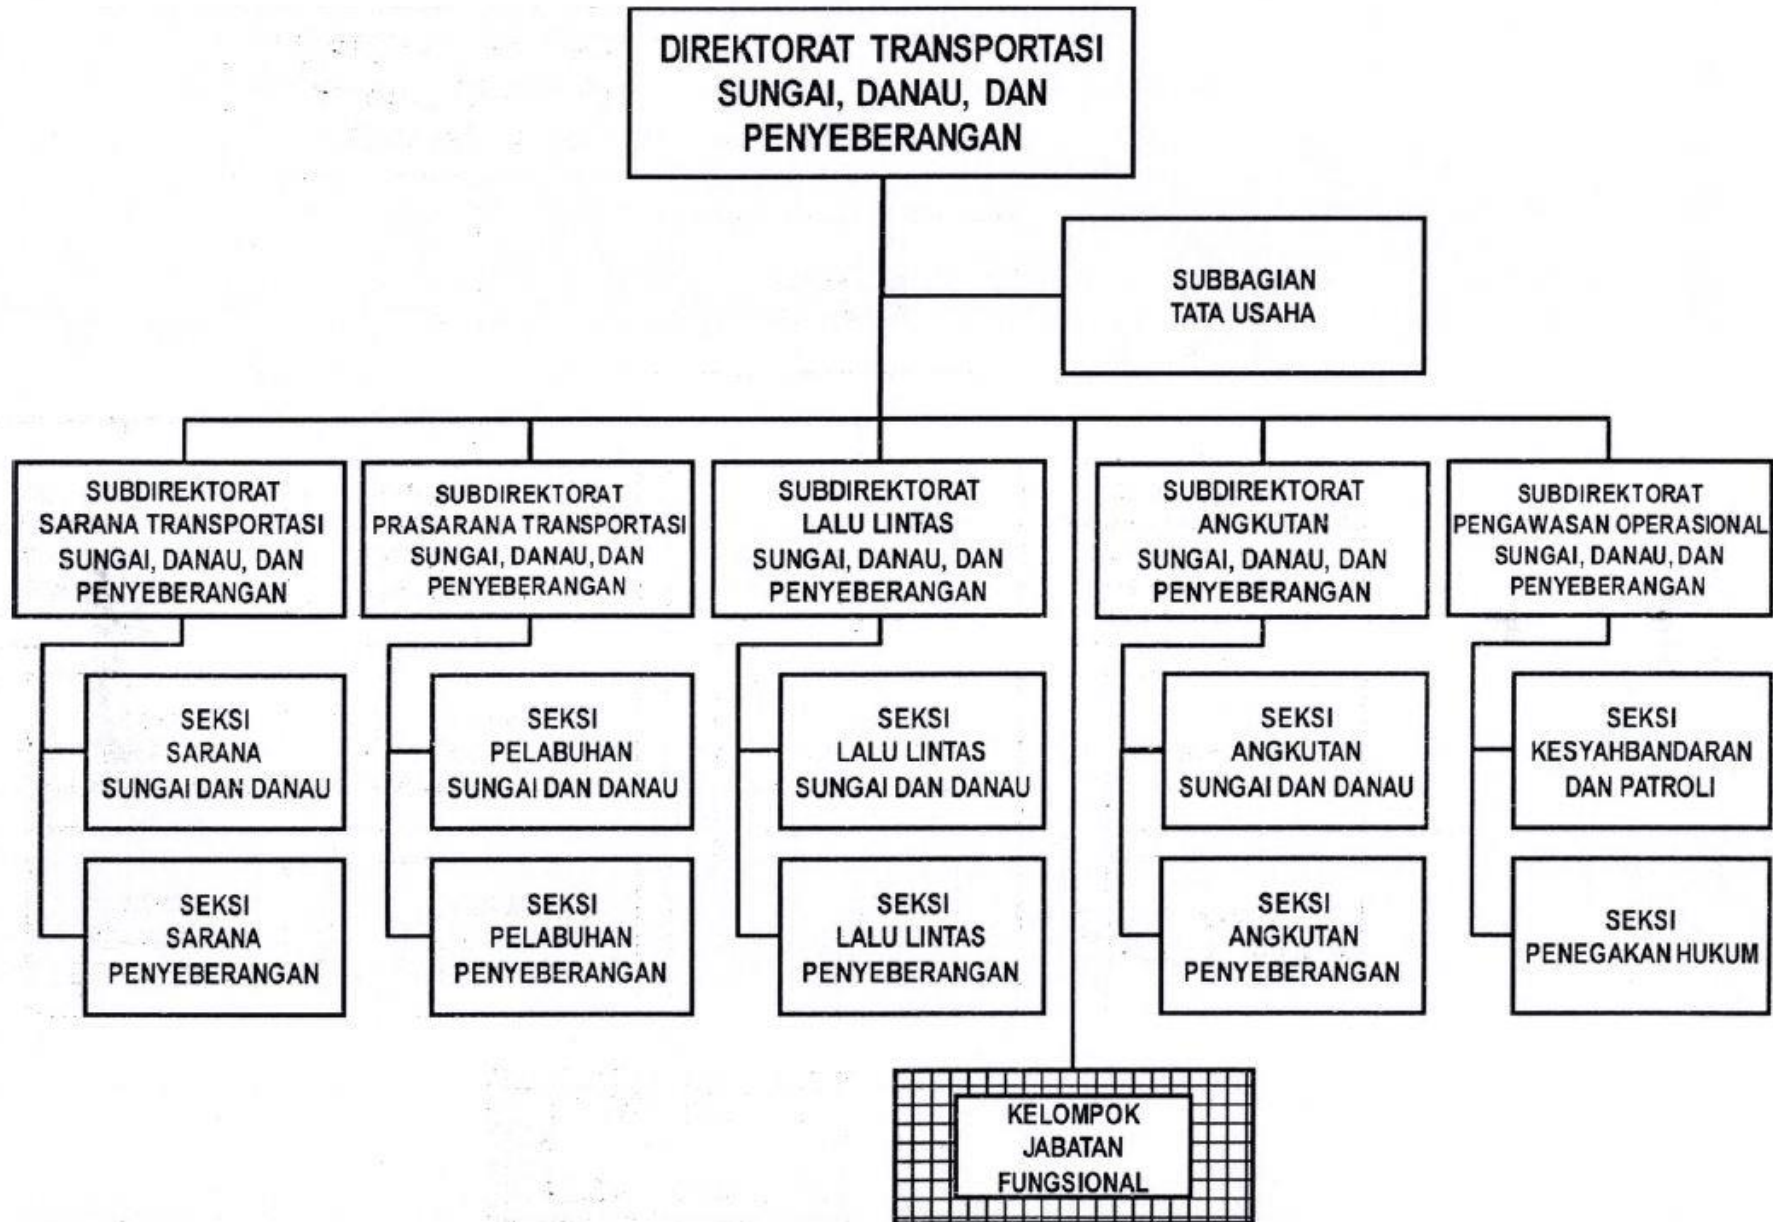 DIREKTORAT TRANSPORTASI
SUNGAI, DANAU, DAN
PENYEBERANGAN
SUBBAGIAN
TATA USAHA
SUBDIREKTORAT
SARANA TRANSPORTASI
SUNGAI, DANAU, DAN
PENYEBERANGAN
SUBDIREKTORAT
PRASARANA TRANSPORTASI
SUNGAI, DANAU, DAN
PENYEBERANGAN
SUBDIREKTORAT
LALU LINTAS
SUNGAI, DANAU, DAN
PENYEBERANGAN
SUBDIREKTORAT
ANGKUTAN
SUNGAI, DANAU, DAN
PENYEBERANGAN
SUBDIREKTORAT
PENGAWASAN OPERASIONAL
SUNGAI, DANAU, DAN
PENYEBERANGAN
SEKSI
SARANA
SUNGAI DAN DANAU
SEKSI
PELABUHAN
SUNGAI DAN DANAU
SEKSI
LALU LINTAS
SUNGAI DAN DANAU
SEKSI
ANGKUTAN
SUNGAI DAN DANAU
SEKSI
KESYAHBANDARAN
DAN PATROLI
SEKSI
SARANA
PENYEBERANGAN
SEKSI
PELABUHAN
PENYEBERANGAN
SEKSI
LALU LINTAS
PENYEBERANGAN
SEKSI
ANGKUTAN
PENYEBERANGAN
SEKSI
PENEGAKAN HUKUM
KELOMPOK
JABATAN
FUNGSIONAL